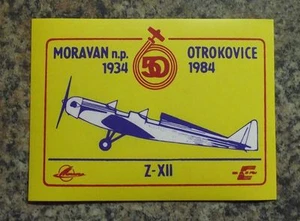 MORAVAN n.p. OTROKOVICE
1934 50 1984
Z-XII